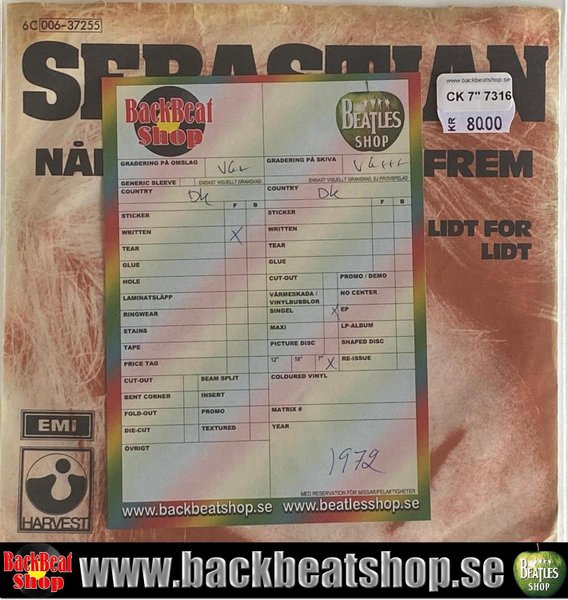 6C 006-37255
SEBASTIAN
www.backbeatshop.se
CK 7" 7316
KR 80.00
FREM
LIDT FOR
LIDT
BackBeat
Shop
BEATLES
SHOP
GRADERING PÅ OMSLAG VG+
GRADERING PÅ SKIVA VG+++
GENERIC SLEEVE ENDAST VISUELLT GRANSKAD
ENDAST VISUELLT GRANSKAD, EJ PROVSPELAD
COUNTRY DK
COUNTRY DK
F B
F B
STICKER
STICKER
WRITTEN X
WRITTEN
TEAR
TEAR
GLUE
GLUE
HOLE
CUT-OUT PROMO / DEMO
LAMINATSLÄPP
VÄRMESKADA / VINYLBUBBLOR NO CENTER
RINGWEAR
SINGEL X EP
STAINS
MAXI LP-ALBUM
TAPE
PICTURE DISC SHAPED DISC
PRICE TAG
12" 10" 7" X RE-ISSUE
CUT-OUT SEAM SPLIT
COLOURED VINYL
BENT CORNER INSERT
FOLD-OUT PROMO
MATRIX #
DIE-CUT TEXTURED
YEAR
ÖVRIGT
1972
MED RESERVATION FÖR MISSAR/FELAKTIGHETER
www.backbeatshop.se www.beatlesshop.se
EMI
HARVEST
BackBeat
Shop
www.backbeatshop.se
BEATLES
SHOP